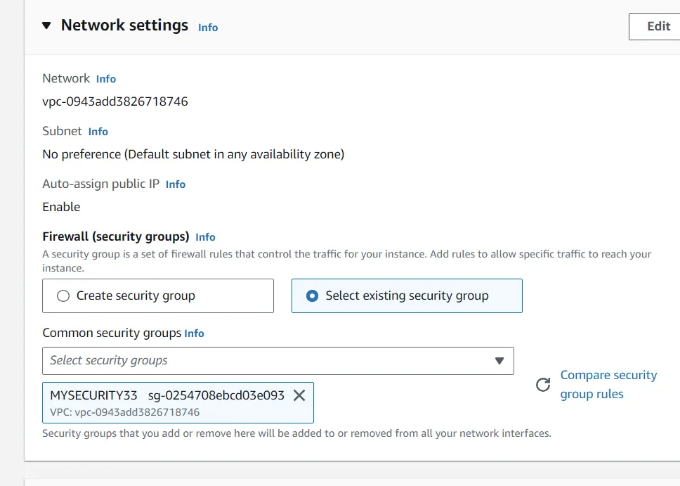 Network settings Info
Edit
Network Info
vpc-0943add3826718746
Subnet Info
No preference (Default subnet in any availability zone)
Auto-assign public IP Info
Enable
Firewall (security groups) Info
A security group is a set of firewall rules that control the traffic for your instance. Add rules to allow specific traffic to reach your
instance.
Create security group
Select existing security group
Common security groups Info
Select security groups
Compare security
group rules
MYSECURITY33 sg-0254708ebcd03e093
VPC: vpc-0943add3826718746
Security groups that you add or remove here will be added to or removed from all your network interfaces.